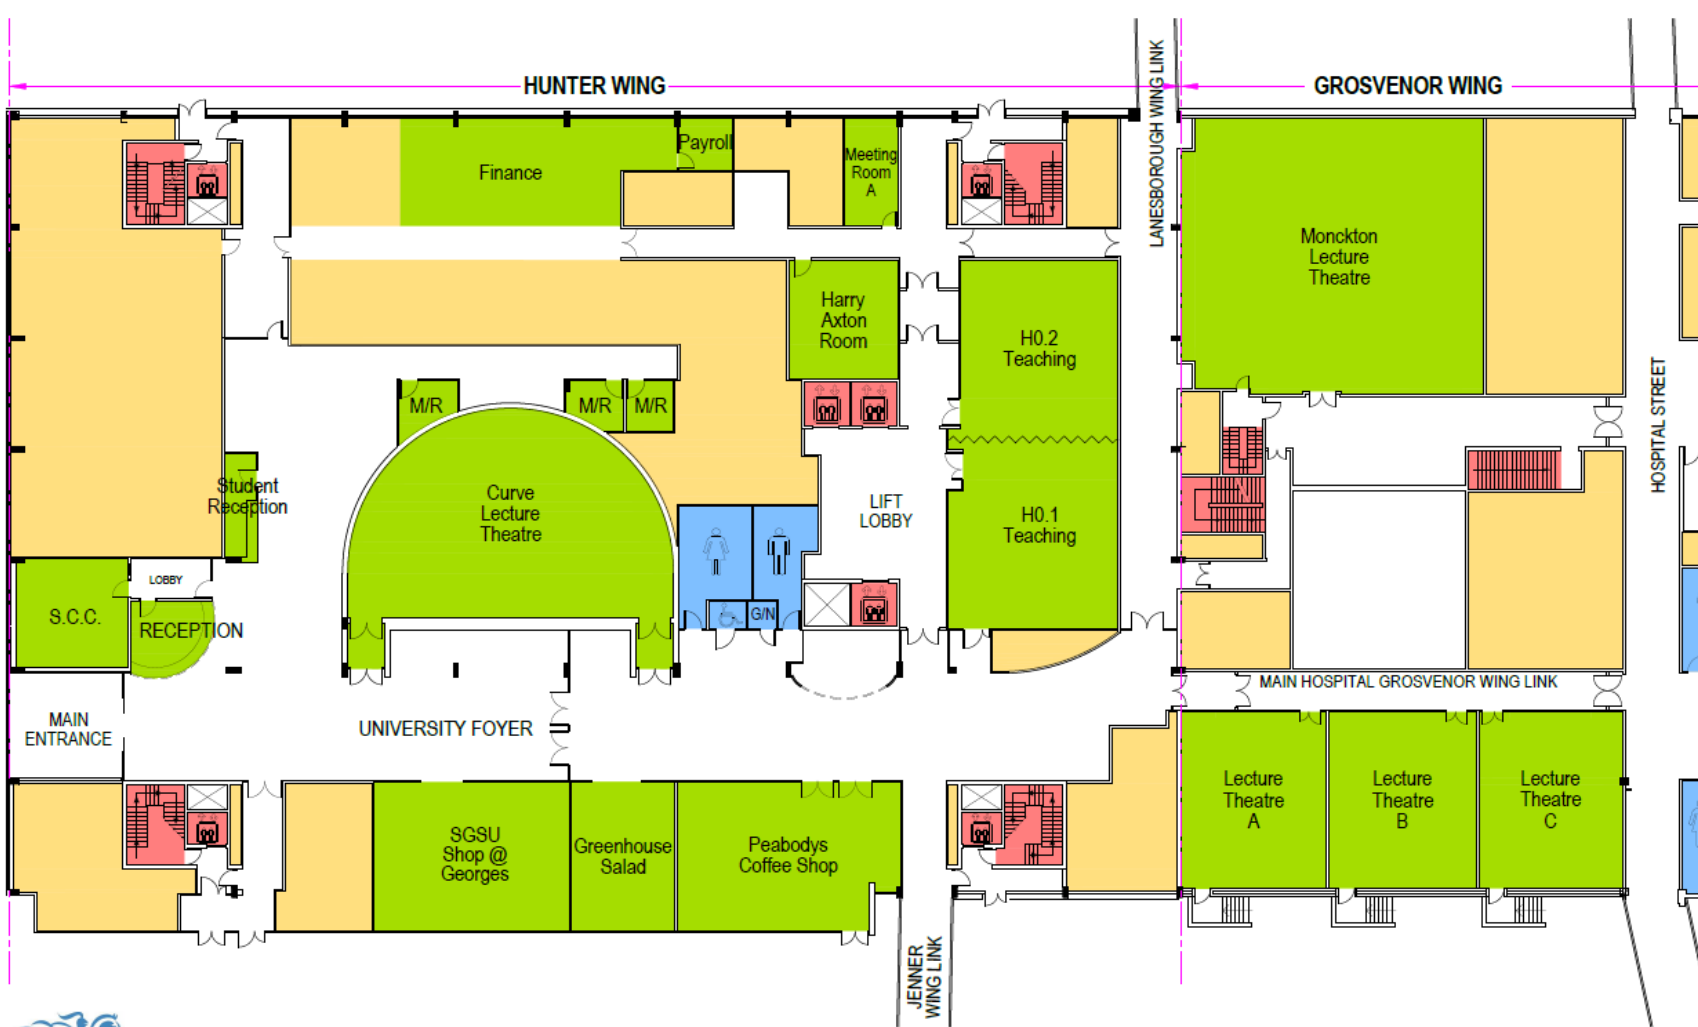 HUNTER WING
GROSVENOR WING
LANESBOROUGH WING LINK
Finance
Payroll
Meeting
Room
A
Monckton
Lecture
Theatre
Harry
Axton
Room
H0.2
Teaching
HOSPITAL STREET
M/R
M/R
M/R
Student
Reception
Curve
Lecture
Theatre
LIFT
LOBBY
H0.1
Teaching
LOBBY
S.C.C.
RECEPTION
G/N
MAIN HOSPITAL GROSVENOR WING LINK
MAIN
ENTRANCE
UNIVERSITY FOYER
SGSU
Shop @
Georges
Greenhouse
Salad
Peabodys
Coffee Shop
Lecture
Theatre
A
Lecture
Theatre
B
Lecture
Theatre
C
JENNER
WING LINK